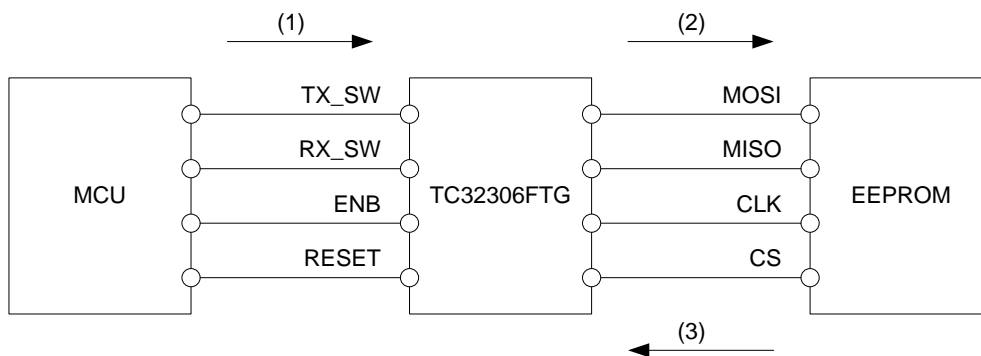 (1) (2)
TX_SW MOSI
RX_SW MISO
MCU TC32306FTG EEPROM
ENB CLK
RESET CS
(3)